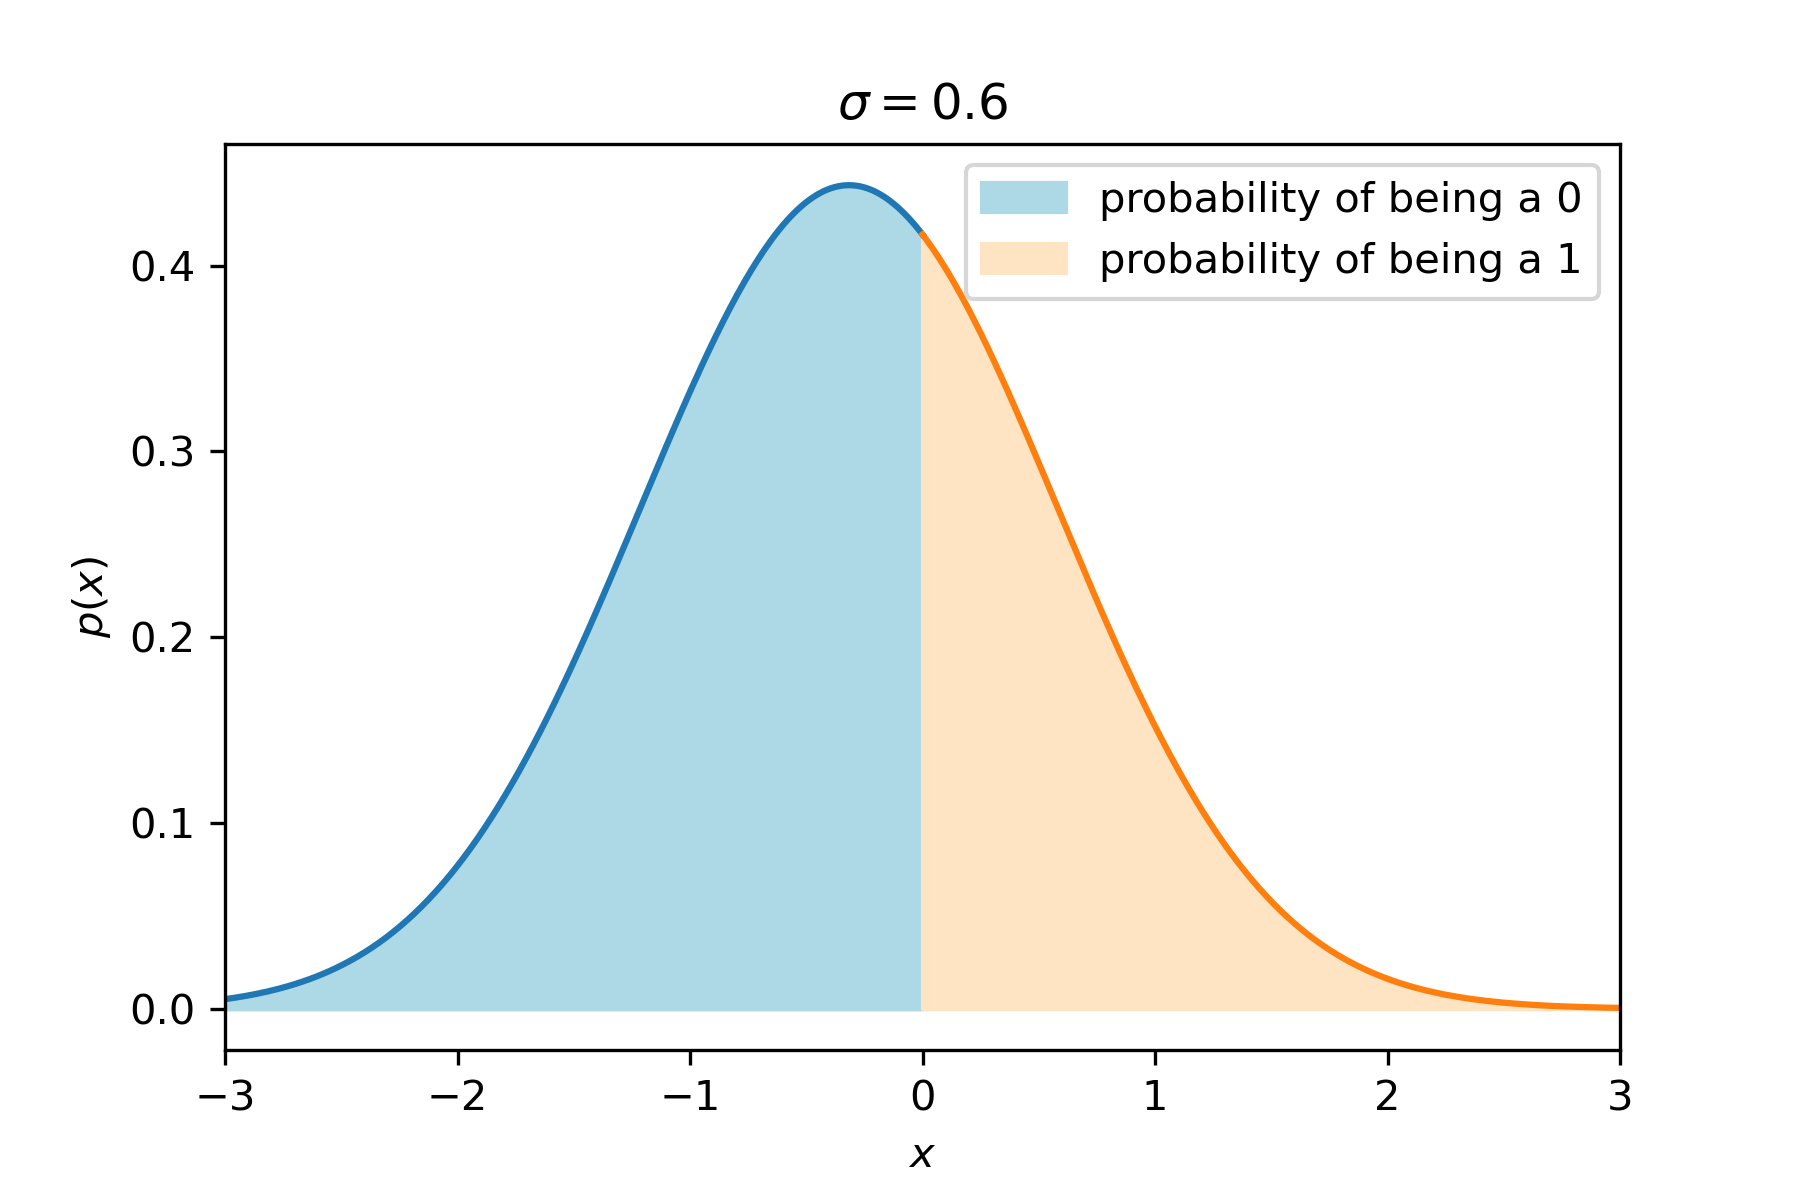 σ = 0.6
probability of being a 0
probability of being a 1
p(x)
0.4
0.3
0.2
0.1
0.0
−3 −2 −1 0 1 2 3
x